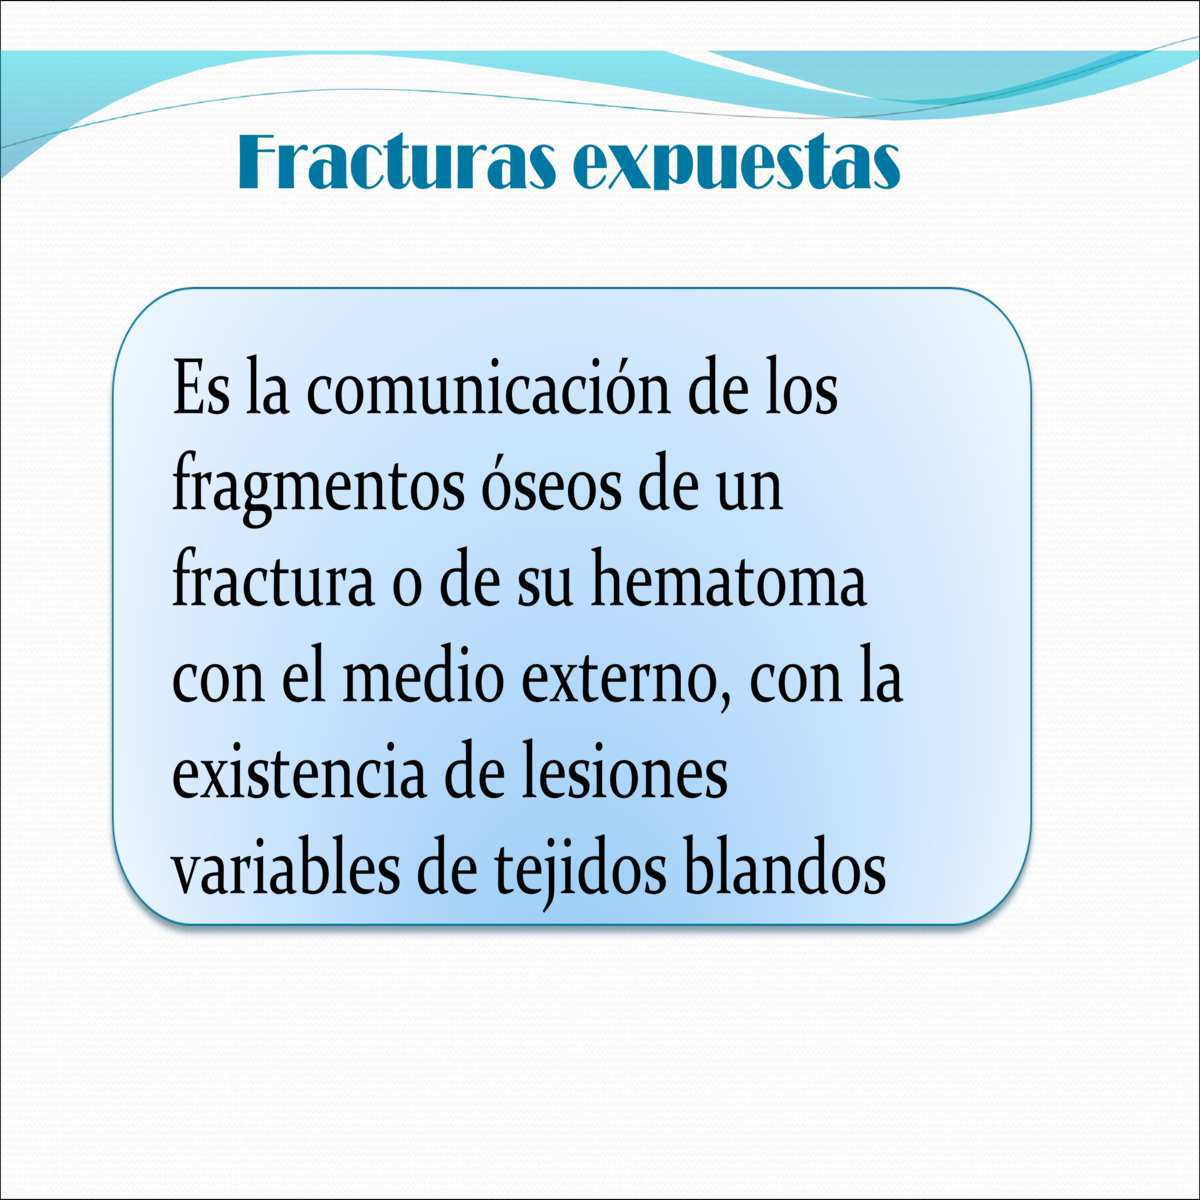 Fracturas expuestas
Es la comunicación de los
fragmentos óseos de un
fractura o de su hematoma
con el medio externo, con la
existencia de lesiones
variables de tejidos blandos